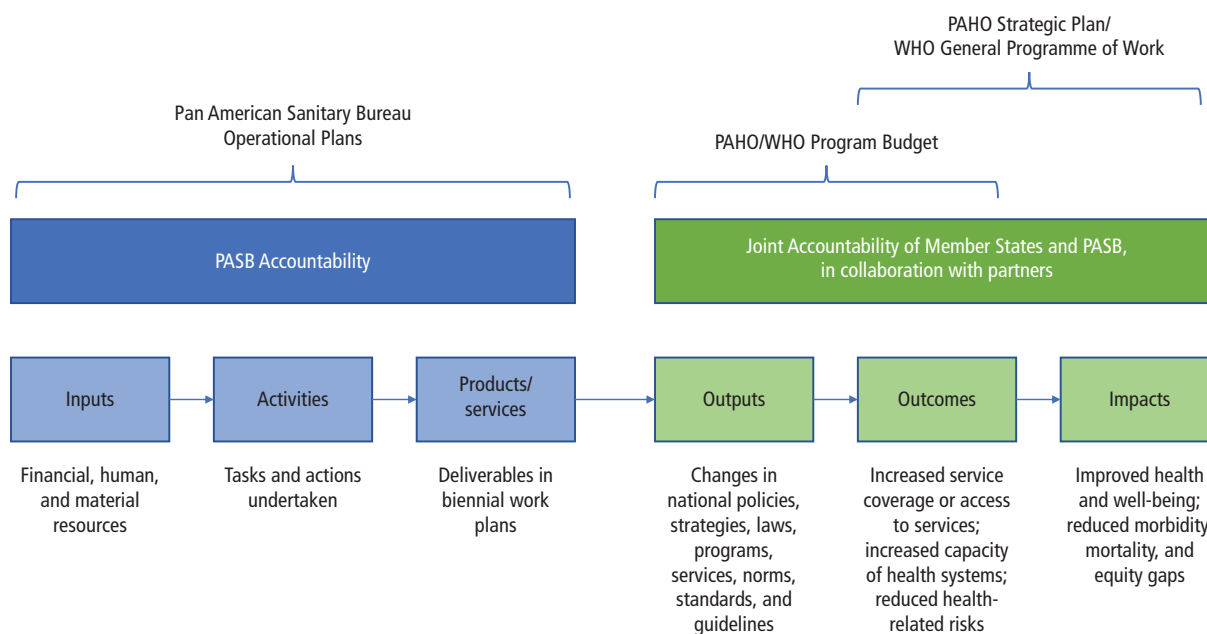 PAHO Strategic Plan/
WHO General Programme of Work
Pan American Sanitary Bureau
Operational Plans
PAHO/WHO Program Budget
PASB Accountability
Joint Accountability of Member States and PASB,
in collaboration with partners
Inputs
Activities
Products/
services
Outputs
Outcomes
Impacts
Financial, human,
and material
resources
Tasks and actions
undertaken
Deliverables in
biennial work
plans
Changes in
national policies,
strategies, laws,
programs,
services, norms,
standards, and
guidelines
Increased service
coverage or access
to services;
increased capacity
of health systems;
reduced health-
related risks
Improved health
and well-being;
reduced morbidity
mortality, and
equity gaps